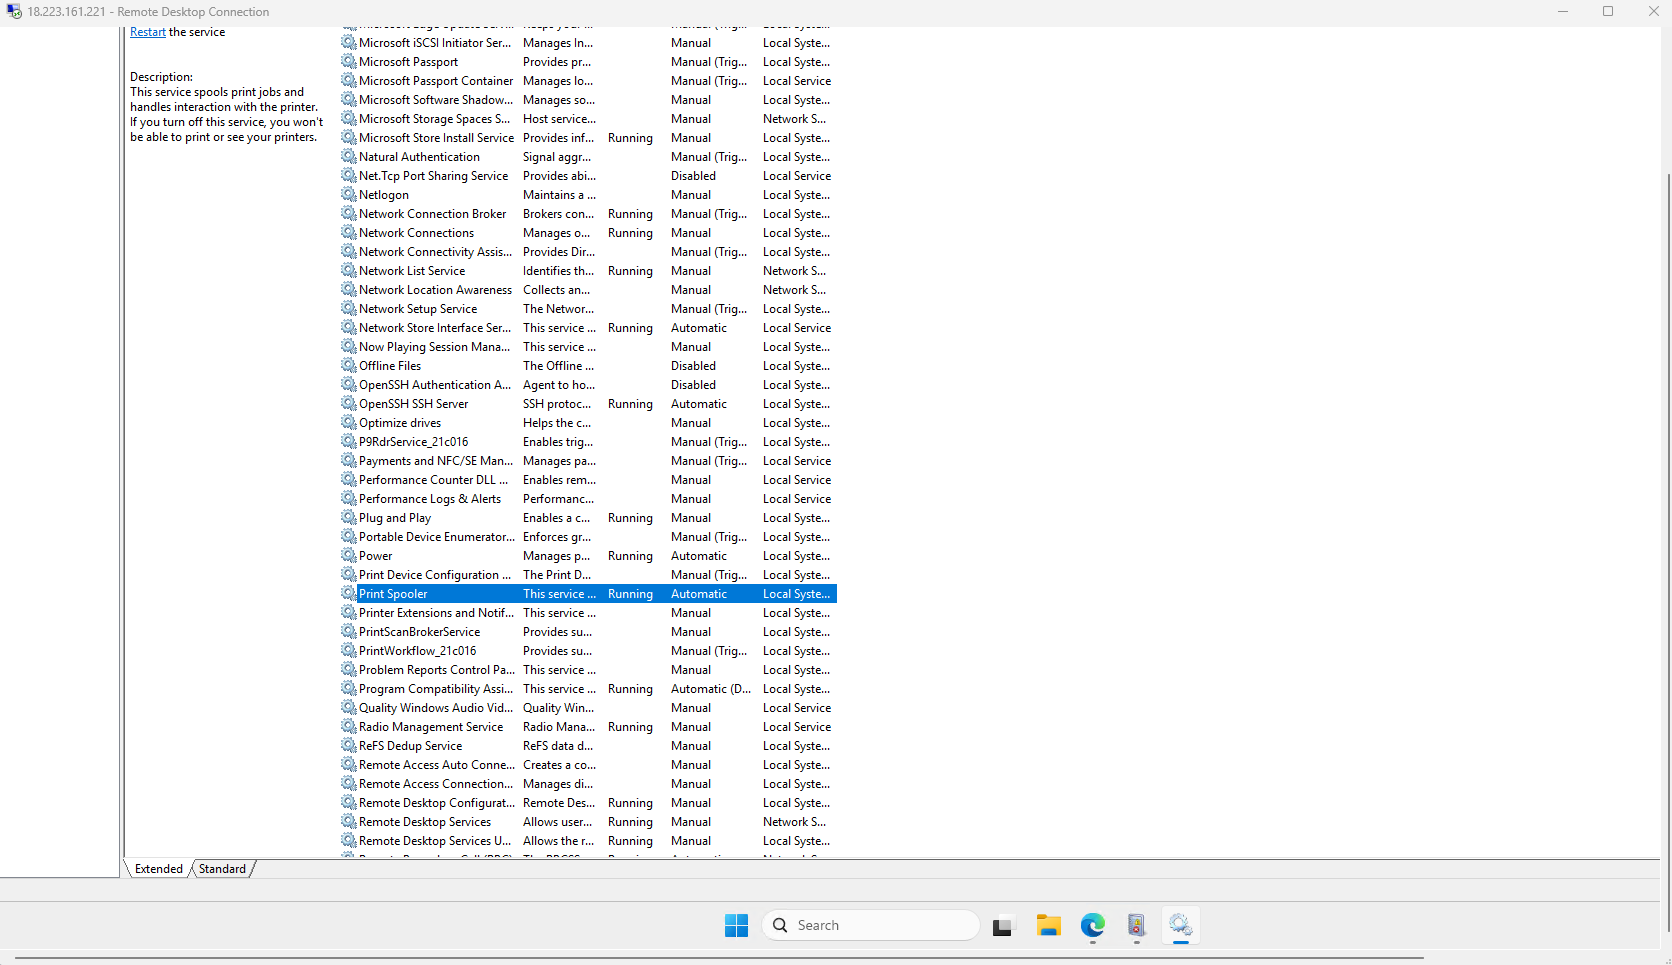 18.223.161.221 - Remote Desktop Connection
Restart the service
Description:
This service spools print jobs and
handles interaction with the printer.
If you turn off this service, you won't
be able to print or see your printers.
Microsoft iSCSI Initiator Ser... Manages In... Manual Local Syste...
Microsoft Passport Provides pr... Manual (Trig... Local Syste...
Microsoft Passport Container Manages lo... Manual (Trig... Local Service
Microsoft Software Shadow... Manages so... Manual Local Syste...
Microsoft Storage Spaces S... Host service... Manual Network S...
Microsoft Store Install Service Provides inf... Running Manual Local Syste...
Natural Authentication Signal aggr... Manual (Trig... Local Syste...
Net.Tcp Port Sharing Service Provides abi... Disabled Local Service
Netlogon Maintains a ... Manual Local Syste...
Network Connection Broker Brokers con... Running Manual (Trig... Local Syste...
Network Connections Manages o... Running Manual Local Syste...
Network Connectivity Assis... Provides Dir... Manual (Trig... Local Syste...
Network List Service Identifies th... Running Manual Network S...
Network Location Awareness Collects an... Manual Network S...
Network Setup Service The Networ... Manual (Trig... Local Syste...
Network Store Interface Ser... This service ... Running Automatic Local Service
Now Playing Session Mana... This service ... Manual Local Syste...
Offline Files The Offline ... Disabled Local Syste...
OpenSSH Authentication A... Agent to ho... Disabled Local Syste...
OpenSSH SSH Server SSH protoc... Running Automatic Local Syste...
Optimize drives Helps the c... Manual Local Syste...
P9RdrService_21c016 Enables trig... Manual (Trig... Local Syste...
Payments and NFC/SE Man... Manages pa... Manual (Trig... Local Service
Performance Counter DLL ... Enables rem... Manual Local Service
Performance Logs & Alerts Performanc... Manual Local Service
Plug and Play Enables a c... Running Manual Local Syste...
Portable Device Enumerator... Enforces gr... Manual (Trig... Local Syste...
Power Manages p... Running Automatic Local Syste...
Print Device Configuration ... The Print D... Manual (Trig... Local Syste...
Print Spooler This service ... Running Automatic Local Syste...
Printer Extensions and Notif... This service ... Manual Local Syste...
PrintScanBrokerService Provides su... Manual Local Syste...
PrintWorkflow_21c016 Provides su... Manual (Trig... Local Syste...
Problem Reports Control Pa... This service ... Manual Local Syste...
Program Compatibility Assi... This service ... Running Automatic (D... Local Syste...
Quality Windows Audio Vid... Quality Win... Manual Local Service
Radio Management Service Radio Mana... Running Manual Local Service
ReFS Dedup Service ReFS data d... Manual Local Syste...
Remote Access Auto Conne... Creates a co... Manual Local Syste...
Remote Access Connection... Manages di... Manual Local Syste...
Remote Desktop Configurat... Remote Des... Running Manual Local Syste...
Remote Desktop Services Allows user... Running Manual Network S...
Remote Desktop Services U... Allows the r... Running Manual Local Syste...
Extended Standard
Search